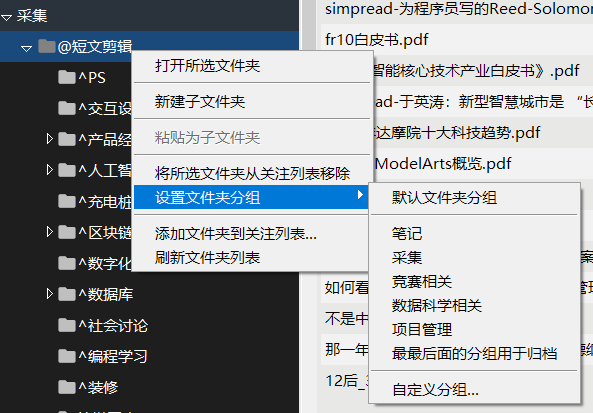 采集
@短文剪辑
^PS
^交互设
^产品经
^人工智
^充电桩
^区块链
^数字化
^数据库
^社会讨论
^编程学习
^装修
打开所选文件夹
新建子文件夹
粘贴为子文件夹
将所选文件夹从关注列表移除
设置文件夹分组
添加文件夹到关注列表...
刷新文件夹列表
默认文件夹分组
笔记
采集
竞赛相关
数据科学相关
项目管理
最最后面的分组用于归档
自定义分组...
simpread-为程序员写的Reed-Solomon
fr10白皮书.pdf
智能核心技术产业白皮书》.pdf
ad-于英涛：新型智慧城市是“长
达摩院十大科技趋势.pdf
ModelArts概览.pdf
案
如何看
管理
不是中
那一年
12后_